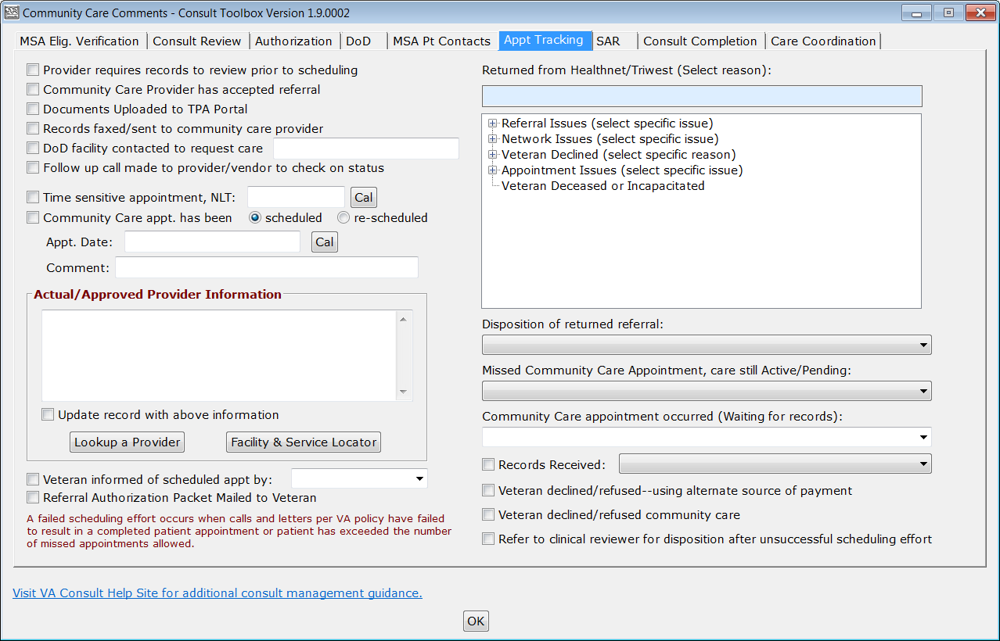 Community Care Comments - Consult Toolbox Version 1.9.0002
MSA Elig. Verification Consult Review Authorization DoD MSA Pt Contacts Appt Tracking SAR Consult Completion Care Coordination
Provider requires records to review prior to scheduling
Community Care Provider has accepted referral
Documents Uploaded to TPA Portal
Records faxed/sent to community care provider
DoD facility contacted to request care
Follow up call made to provider/vendor to check on status
Time sensitive appointment, NLT: Cal
Community Care appt. has been scheduled re-scheduled
Appt. Date: Cal
Comment:
Actual/Approved Provider Information
Update record with above information
Lookup a Provider Facility & Service Locator
Veteran informed of scheduled appt by:
Referral Authorization Packet Mailed to Veteran
A failed scheduling effort occurs when calls and letters per VA policy have failed
to result in a completed patient appointment or patient has exceeded the number
of missed appointments allowed.
Returned from Healthnet/Triwest (Select reason):
Referral Issues (select specific issue)
Network Issues (select specific issue)
Veteran Declined (select specific reason)
Appointment Issues (select specific issue)
Veteran Deceased or Incapacitated
Disposition of returned referral:
Missed Community Care Appointment, care still Active/Pending:
Community Care appointment occurred (Waiting for records):
Records Received:
Veteran declined/refused--using alternate source of payment
Veteran declined/refused community care
Refer to clinical reviewer for disposition after unsuccessful scheduling effort
Visit VA Consult Help Site for additional consult management guidance.
OK